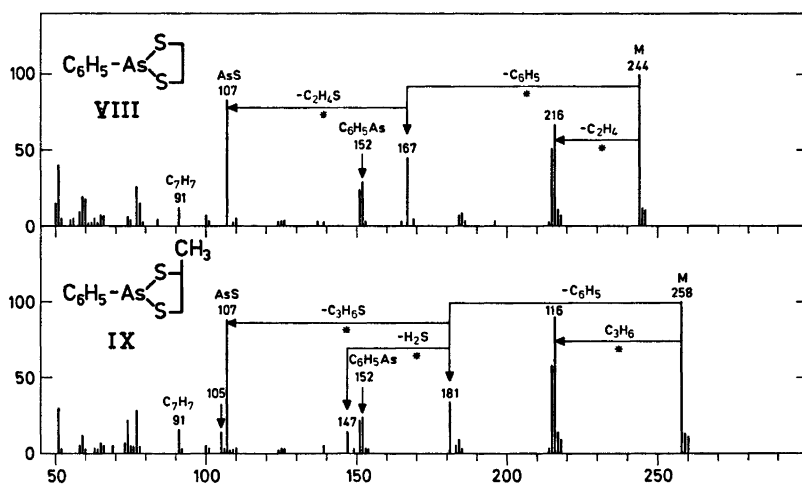 M
244
100
50
0
C₆H₅-As
S
S
VIII
AsS
107
-C₂H₄S
*
-C₆H₅
*
216
-C₂H₄
*
C₆H₅As
152
167
C₇H₇
91
CH₃
C₆H₅-As
S
S
IX
M
258
100
50
0
AsS
107
-C₃H₆S
*
-C₆H₅
116
C₃H₆
*
-H₂S
*
C₆H₅As
152
181
105
C₇H₇
91
147
50
100
150
200
250